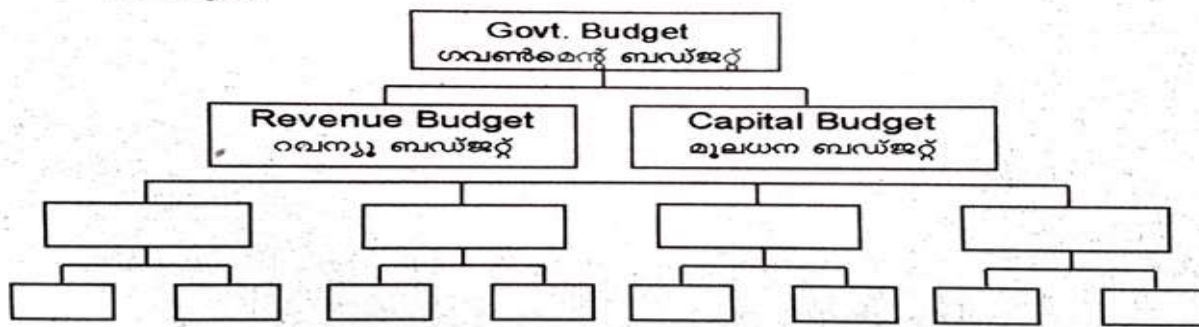 Govt. Budget
ഗവൺമെന്റ് ബഡ്ജറ്റ്
Revenue Budget
റവന്യൂ ബഡ്ജറ്റ്
Capital Budget
മൂലധന ബഡ്ജറ്റ്